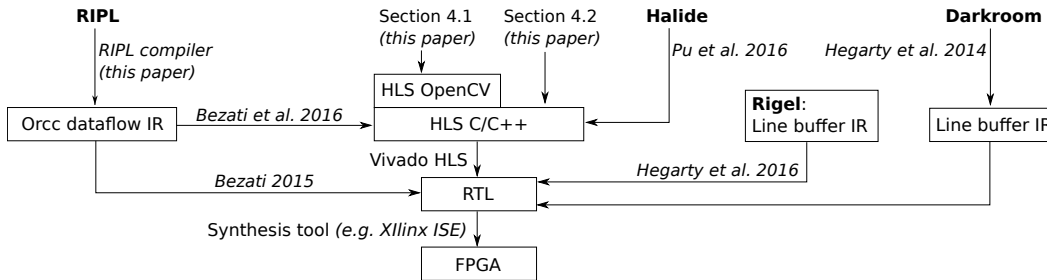 RIPL
Section 4.1
(this paper)
Section 4.2
(this paper)
Halide
Darkroom
RIPL compiler
(this paper)
Pu et al. 2016
Hegarty et al. 2014
HLS OpenCV
Orcc dataflow IR
Bezati et al. 2016
HLS C/C++
Rigel:
Line buffer IR
Line buffer IR
Vivado HLS
Bezati 2015
Hegarty et al. 2016
RTL
Synthesis tool (e.g. XIlinx ISE)
FPGA